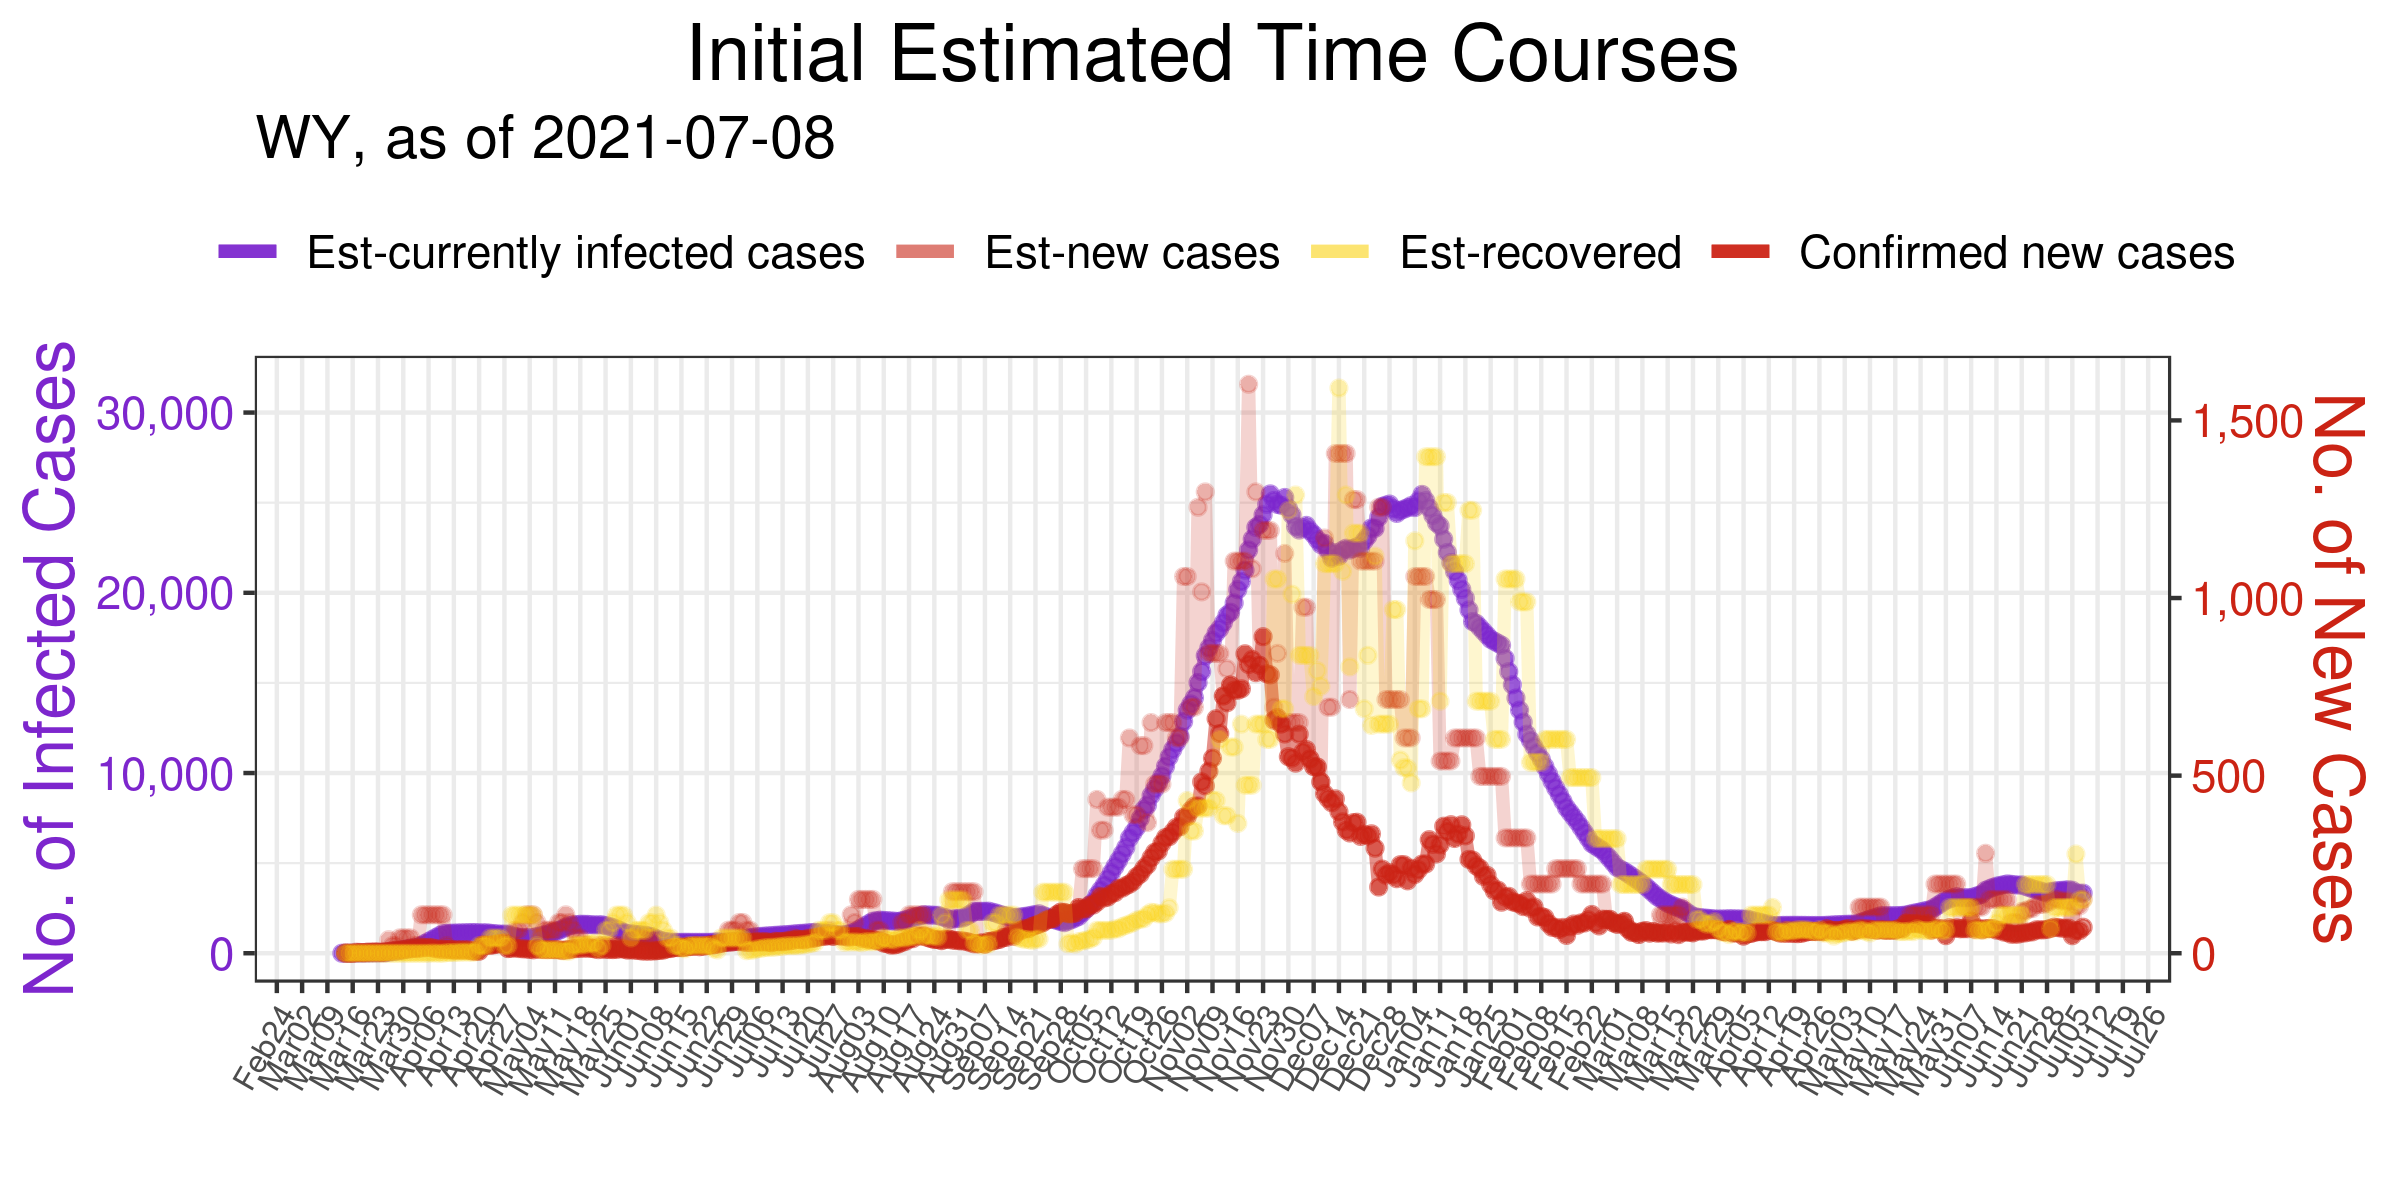 Initial Estimated Time Courses
WY, as of 2021-07-08
Est-currently infected cases
Est-new cases
Est-recovered
Confirmed new cases
No. of Infected Cases
30,000
20,000
10,000
0
1,500
1,000
500
0
No. of New Cases
Feb24
Mar02
Mar09
Mar16
Mar23
Mar30
Apr06
Apr13
Apr20
Apr27
May04
May11
May18
May25
Jun01
Jun08
Jun15
Jun22
Jun29
Jul06
Jul13
Jul20
Jul27
Aug03
Aug10
Aug17
Aug24
Aug31
Sep07
Sep14
Sep21
Sep28
Oct05
Oct12
Oct19
Oct26
Nov02
Nov09
Nov16
Nov23
Nov30
Dec07
Dec14
Dec21
Dec28
Jan04
Jan11
Jan18
Jan25
Feb01
Feb08
Feb15
Feb22
Mar01
Mar08
Mar15
Mar22
Mar29
Apr05
Apr12
Apr19
Apr26
May03
May10
May17
May24
May31
Jun07
Jun14
Jun21
Jun28
Jul05
Jul12
Jul19
Jul26